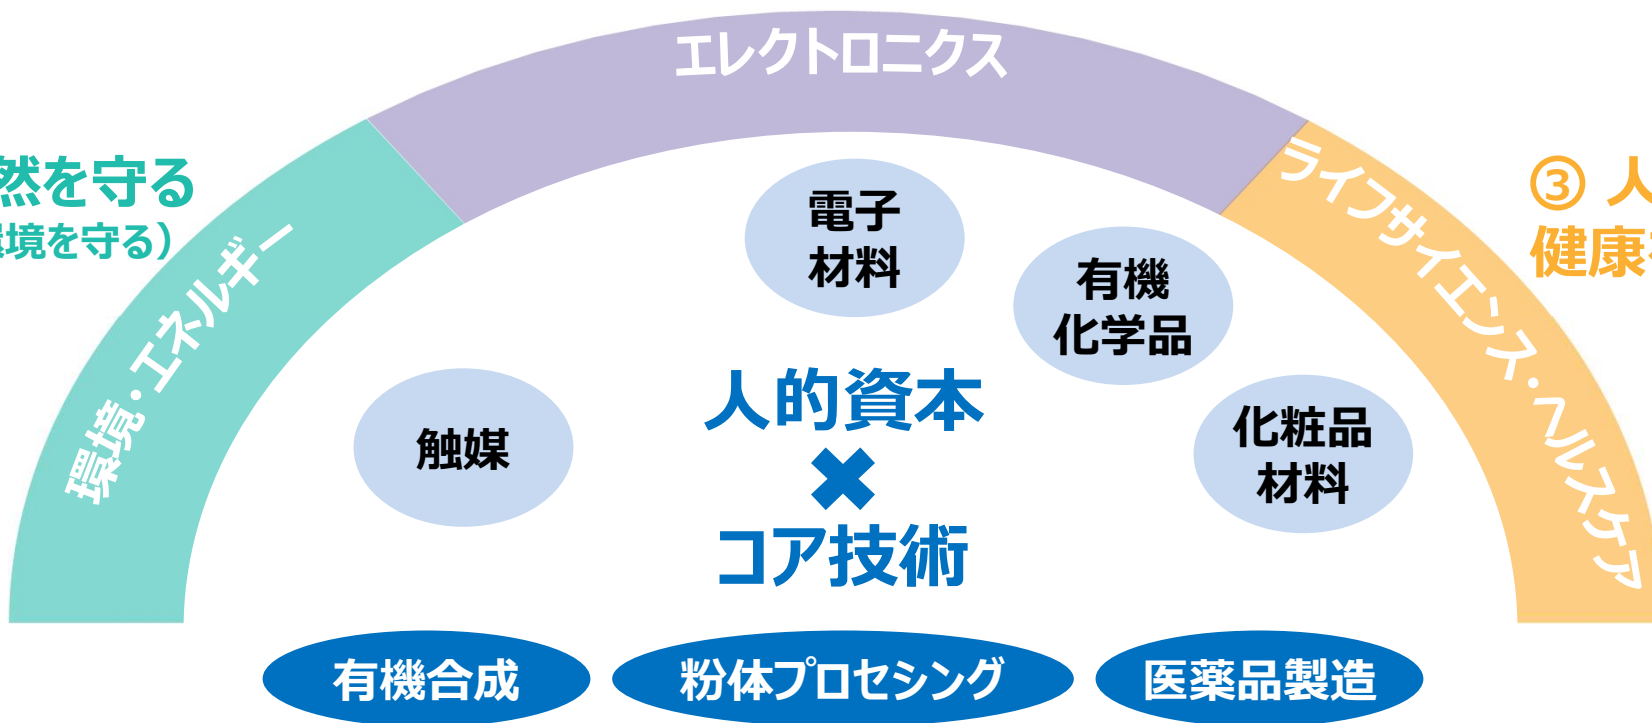 エレクトロニクス
然を守る
境を守る）
環境・エネルギー
③ 人
健康
ライフサイエンス・ヘルスケア
電子
材料
有機
化学品
触媒
化粧品
材料
人的資本
✖
コア技術
有機合成
粉体プロセシング
医薬品製造